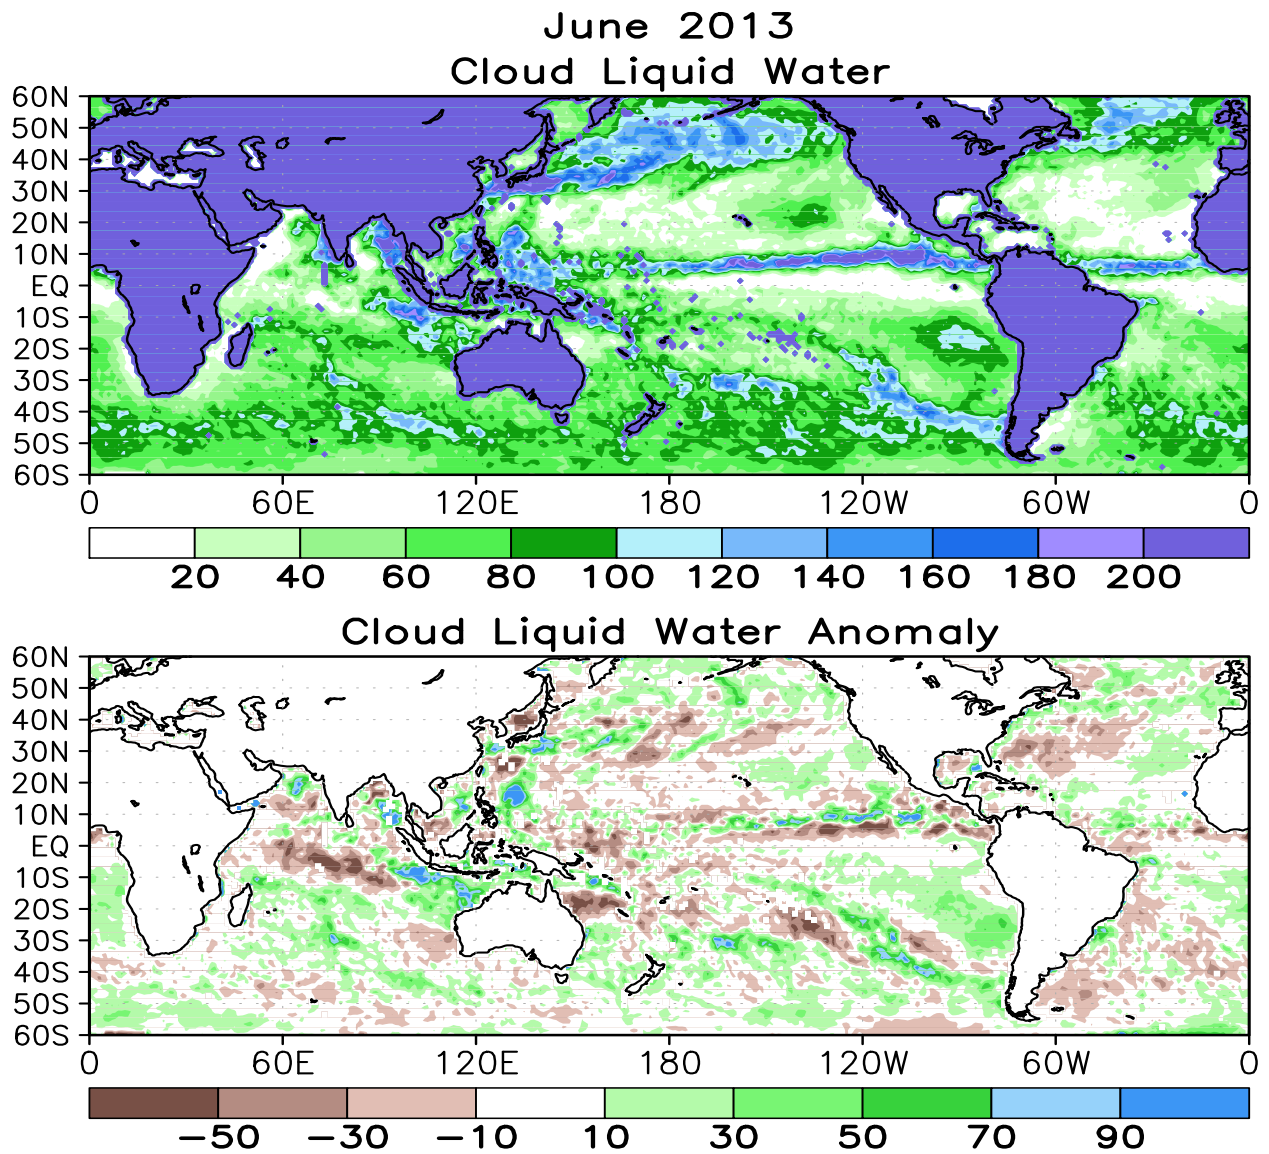 June 2013
Cloud Liquid Water
60N
50N
40N
30N
20N
10N
EQ
10S
20S
30S
40S
50S
60S
0 60E 120E 180 120W 60W 0
20 40 60 80 100 120 140 160 180 200
Cloud Liquid Water Anomaly
60N
50N
40N
30N
20N
10N
EQ
10S
20S
30S
40S
50S
60S
0 60E 120E 180 120W 60W 0
−50 −30 −10 10 30 50 70 90